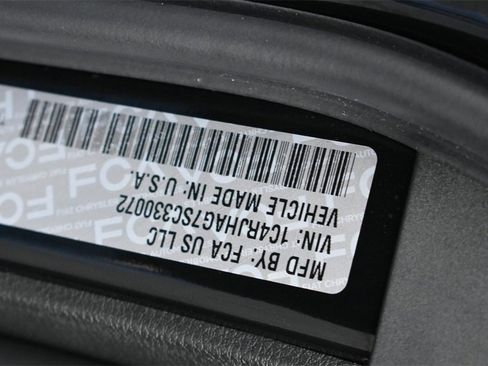 MFD BY: FCA US LLC
VIN: 1C4RJHAG7SC330072
VEHICLE MADE IN: U.S.A.